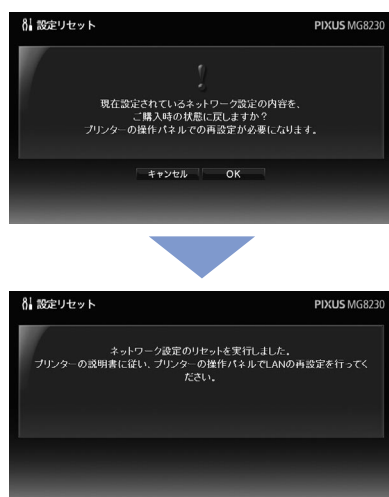 設定リセット
PIXUS MG8230
現在設定されているネットワーク設定の内容を、
ご購入時の状態に戻しますか？
プリンターの操作パネルでの再設定が必要になります。
キャンセル
OK
設定リセット
PIXUS MG8230
ネットワーク設定のリセットを実行しました。
プリンターの説明書に従い、プリンターの操作パネルでLANの再設定を行ってく
ださい。